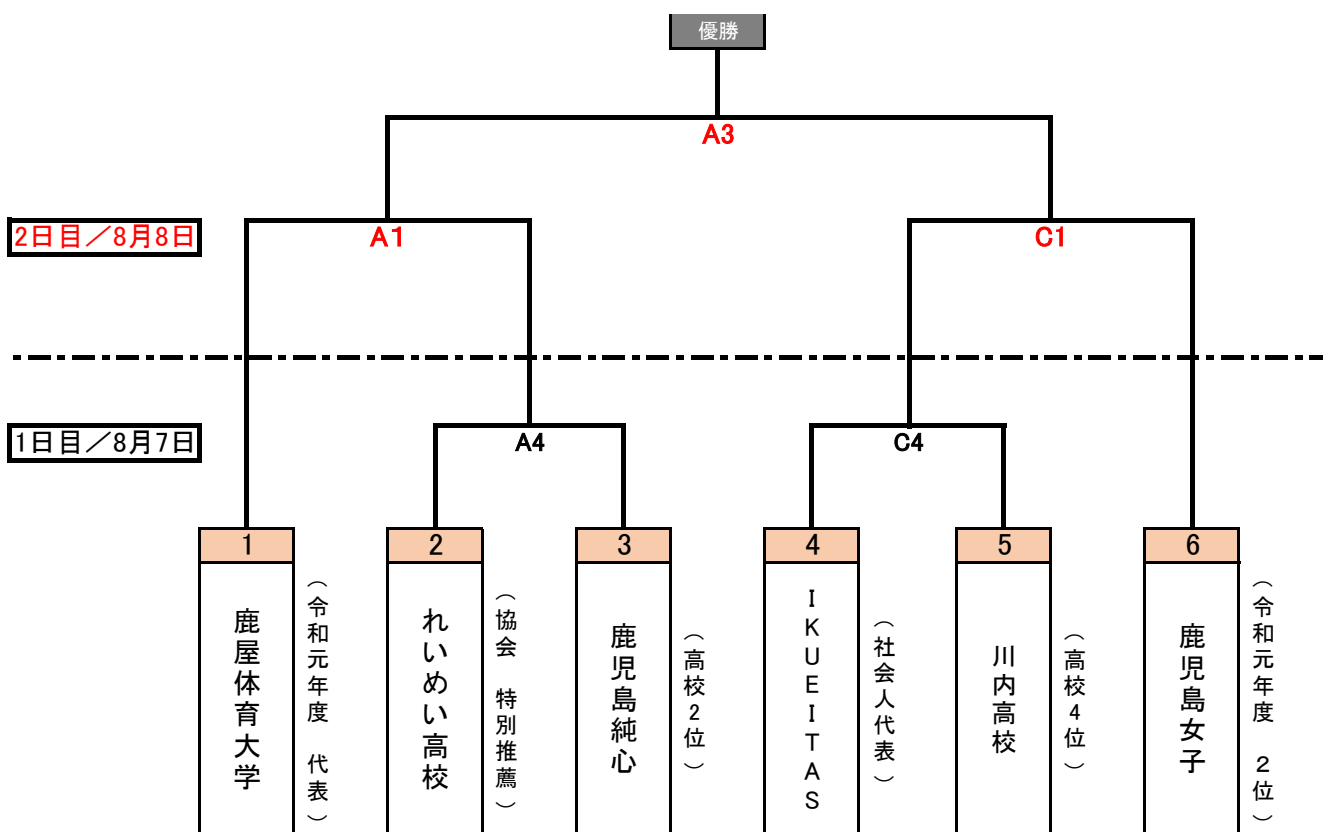 優勝
A3
2日目／8月8日
A1
C1
1日目／8月7日
A4
C4
1
2
3
4
5
6
鹿屋体育大学
（令和元年度　代表）
れいめい高校
（協会　特別推薦）
鹿児島純心
（高校2位）
IKUEITAS
（社会人代表）
川内高校
（高校4位）
鹿児島女子
（令和元年度　2位）